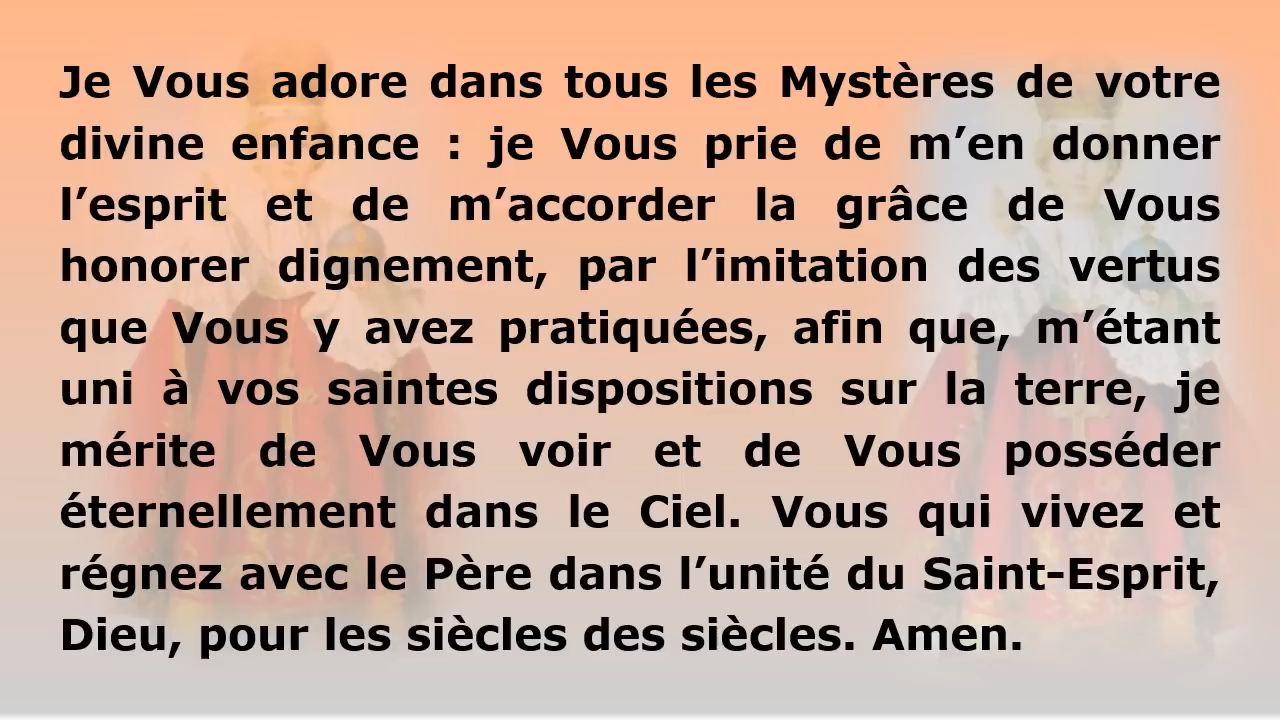 Je Vous adore dans tous les Mystères de votre
divine enfance : je Vous prie de m’en donner
l’esprit et de m’accorder la grâce de Vous
honorer dignement, par l’imitation des vertus
que Vous y avez pratiquées, afin que, m’étant
uni à vos saintes dispositions sur la terre, je
mérite de Vous voir et de Vous posséder
éternellement dans le Ciel. Vous qui vivez et
régnez avec le Père dans l’unité du Saint-Esprit,
Dieu, pour les siècles des siècles. Amen.